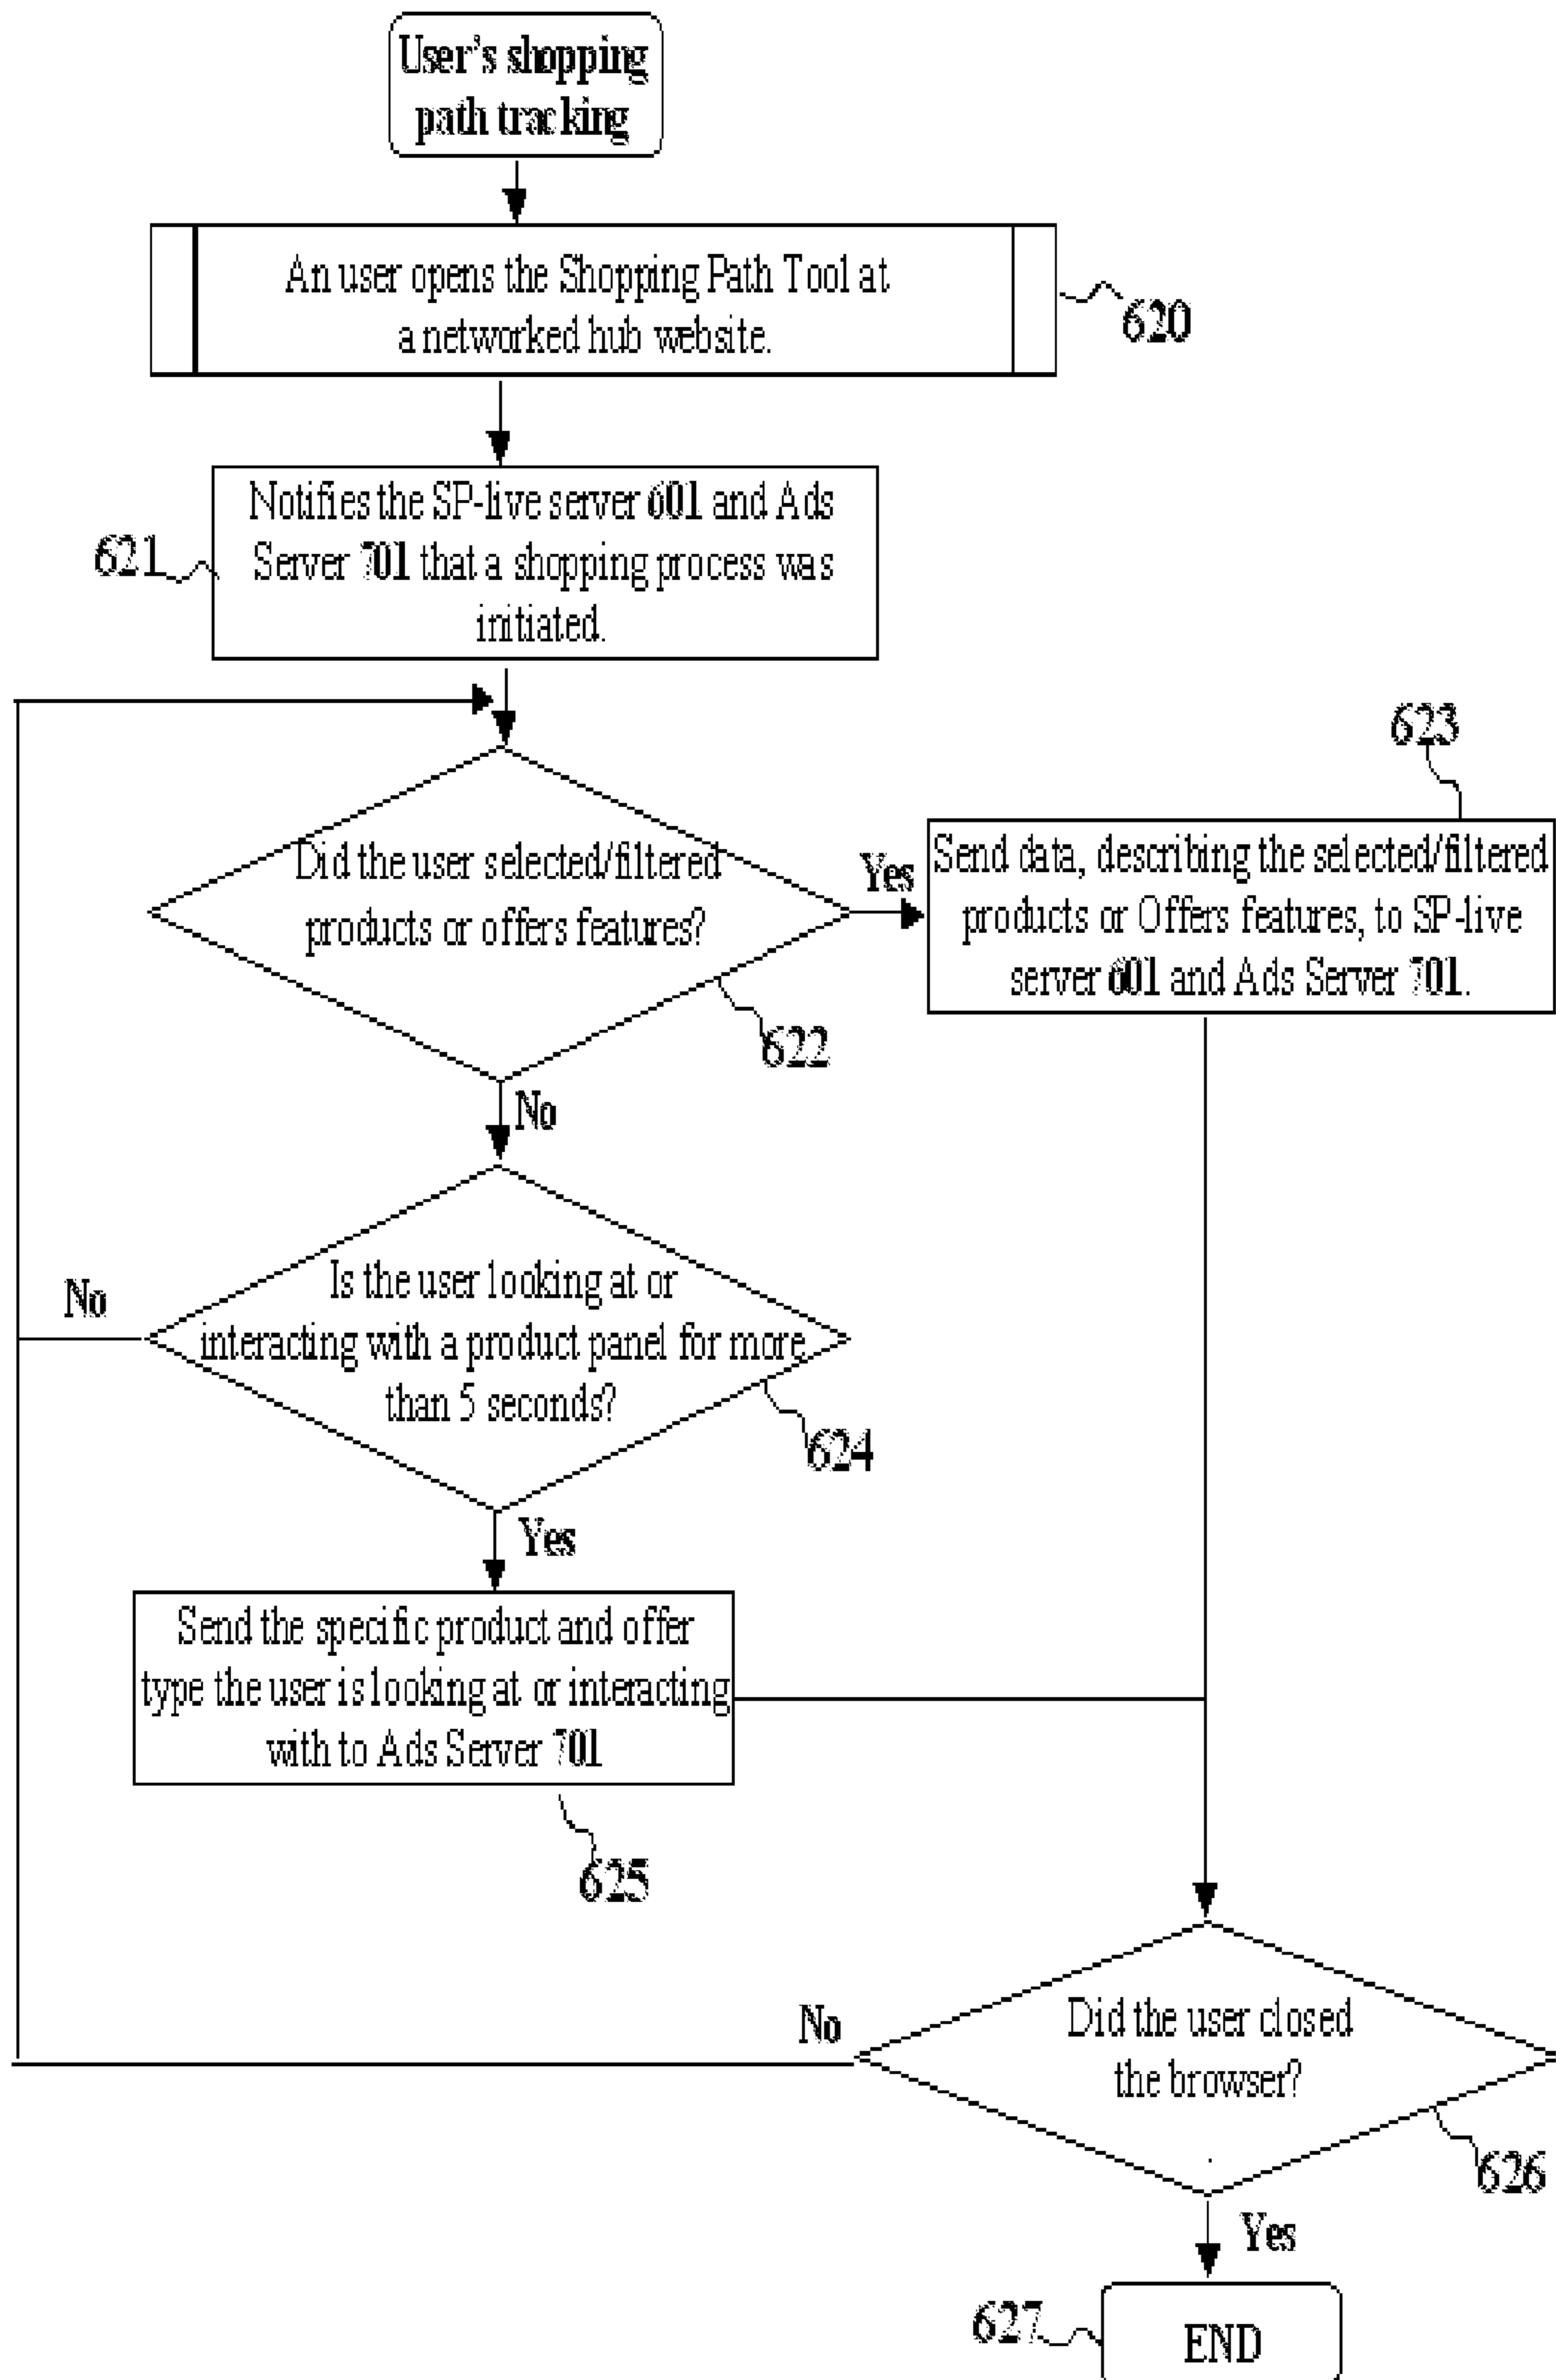 User's shopping
path tracking
An user opens the Shopping Path Tool at
a networked hub website.
620
Notifies the SP-live server 601 and Ads
Server 701 that a shopping process was
initiated.
621
Did the user selected/filtered
products or offers features?
622
Yes
623
Send data, describing the selected/filtered
products or Offers features, to SP-live
server 601 and Ads Server 701.
No
Is the user looking at or
interacting with a product panel for more
than 5 seconds?
624
No
Yes
Send the specific product and offer
type the user is looking at or interacting
with to Ads Server 701
625
No
Did the user closed
the browser?
626
Yes
627
END